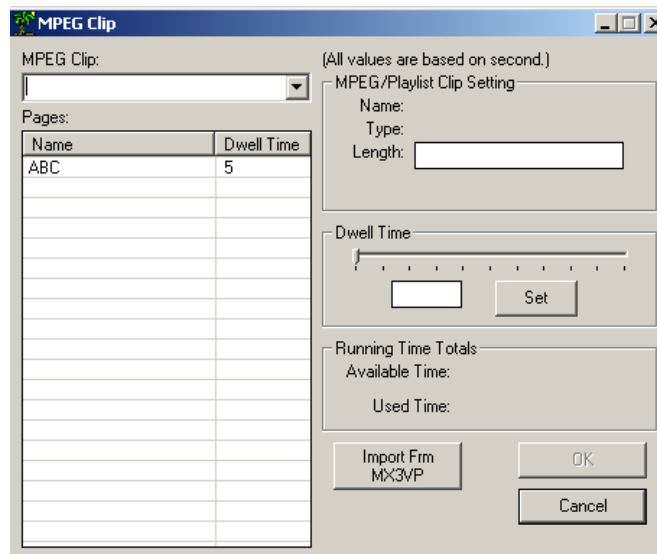 MPEG Clip
MPEG Clip:
Pages:
Name Dwell Time
ABC 5
(All values are based on second.)
MPEG/Playlist Clip Setting
Name:
Type:
Length:
Dwell Time
Set
Running Time Totals
Available Time:
Used Time:
Import Frm
MX3VP
OK
Cancel